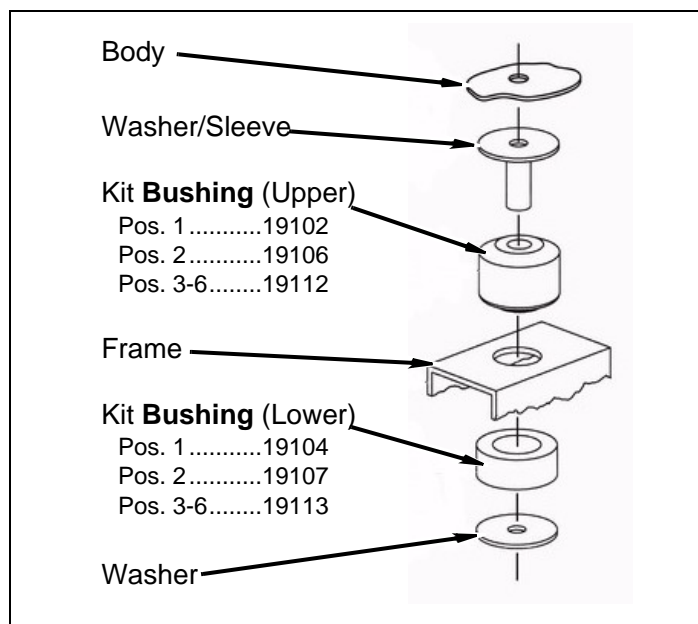 Body
Washer/Sleeve
Kit Bushing (Upper)
Pos. 1 ...........19102
Pos. 2 ...........19106
Pos. 3-6.........19112
Frame
Kit Bushing (Lower)
Pos. 1 ...........19104
Pos. 2 ...........19107
Pos. 3-6.........19113
Washer